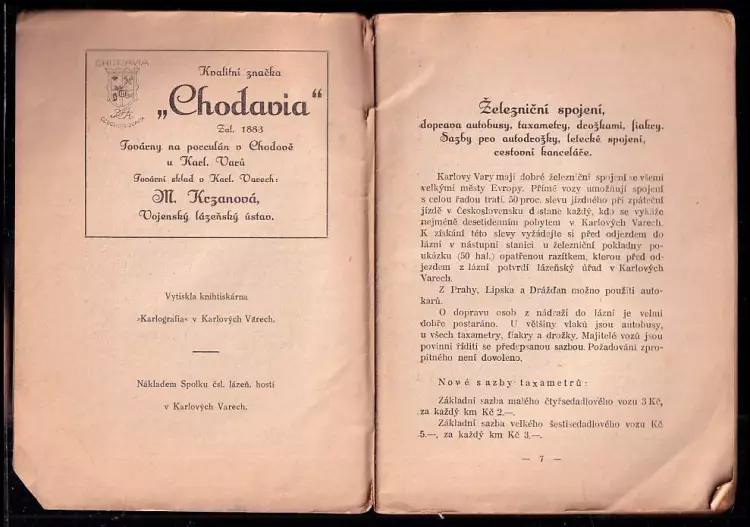 CHODAVIA
CZECHOSLOVAKIA
Kvalitní značka
„Chodavia“
Zal. 1883
Továrny na porculán v Chodově
u Karl. Varů
Tovární sklad v Karl. Varech:
M. Krzanová,
Vojenský lázeňský ústav.
Vytiskla knihtiskárna
»Karlografia« v Karlových Varech.
Nákladem Spolku čsl. lázeň. hostí
v Karlových Varech.
Železniční spojení,
doprava autobusy, taxametry, drožkami, fiakry.
Sazby pro autodrožky, letecké spojení,
cestovní kanceláře.
Karlovy Vary mají dobré železniční spojení se všemi
velkými městy Evropy. Přímé vozy umožňují spojení
s celou řadou tratí. 50 proc. slevu jízdného při zpáteční
jízdě v Československu dostane každý, kdo se vykáže
nejméně desetidenním pobytem v Karlových Varech.
K získání této slevy vyžádejte si před odjezdem do
lázní v nástupní stanici u železniční pokladny po-
ukázku (50 hal.) opatřenou razítkem, kterou před od-
jezdem z lázní potvrdí lázeňský úřad v Karlových
Varech.
Z Prahy, Lipska a Drážďan možno použíti auto-
karů.
O dopravu osob z nádraží do lázní je velmi
dobře postaráno. U většiny vlaků jsou autobusy,
u všech taxametry, fiakry a drožky. Majitelé vozů jsou
povinni říditi se předepsanou sazbou. Požadování zpro-
pitného není dovoleno.
Nové sazby taxametrů:
Základní sazba malého čtyřsedadlového vozu 3 Kč,
za každý km Kč 2.—.
Základní sazba velkého šestisedadlového vozu Kč
5.—, za každý km Kč 3.—.
— 7 —